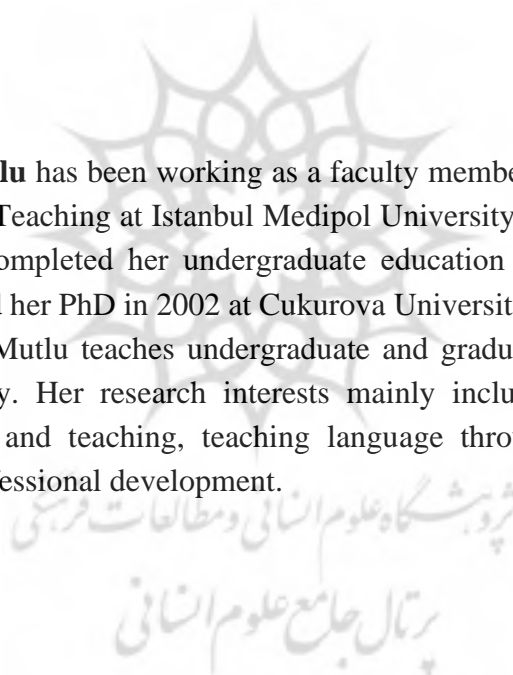 lu has been working as a faculty membe
Teaching at Istanbul Medipol University
ompleted her undergraduate education
l her PhD in 2002 at Cukurova Universit
Mutlu teaches undergraduate and gradu
y. Her research interests mainly inclu
and teaching, teaching language throu
fessional development.
پژوهشگاه علوم انسانی و مطالعات فرهنگی
پرتال جامع علوم انسانی